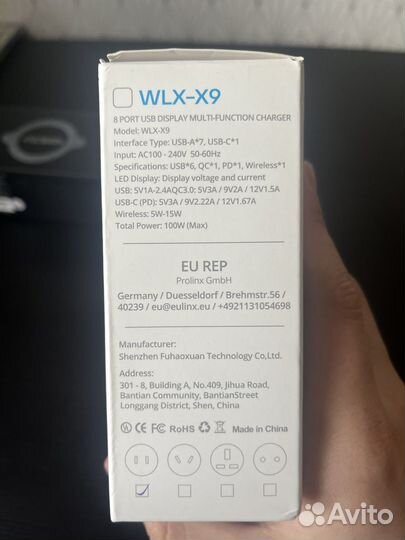 WLX-X9
8 PORT USB DISPLAY MULTI-FUNCTION CHARGER
Model: WLX-X9
Interface Type: USB-A*7, USB-C*1
Input: AC100 - 240V 50-60Hz
Specifications: USB*6, QC*1, PD*1, Wireless*1
LED Display: Display voltage and current
USB: 5V1A-2.4AQC3.0: 5V3A / 9V2A / 12V1.5A
USB-C (PD): 5V3A / 9V2.22A / 12V1.67A
Wireless: 5W-15W
Total Power: 100W (Max)
EU REP
Prolinx GmbH
Germany / Duesseldorf / Brehmstr.56 /
40239 / eu@eulinx.eu / +4921131054698
Manufacturer:
Shenzhen Fuhaoxuan Technology Co,Ltd.
Address:
301 - 8, Building A, No.409, Jihua Road,
Bantian Community, BantianStreet
Longgang District, Shen, China
CE FC RoHS Made in China
Avito